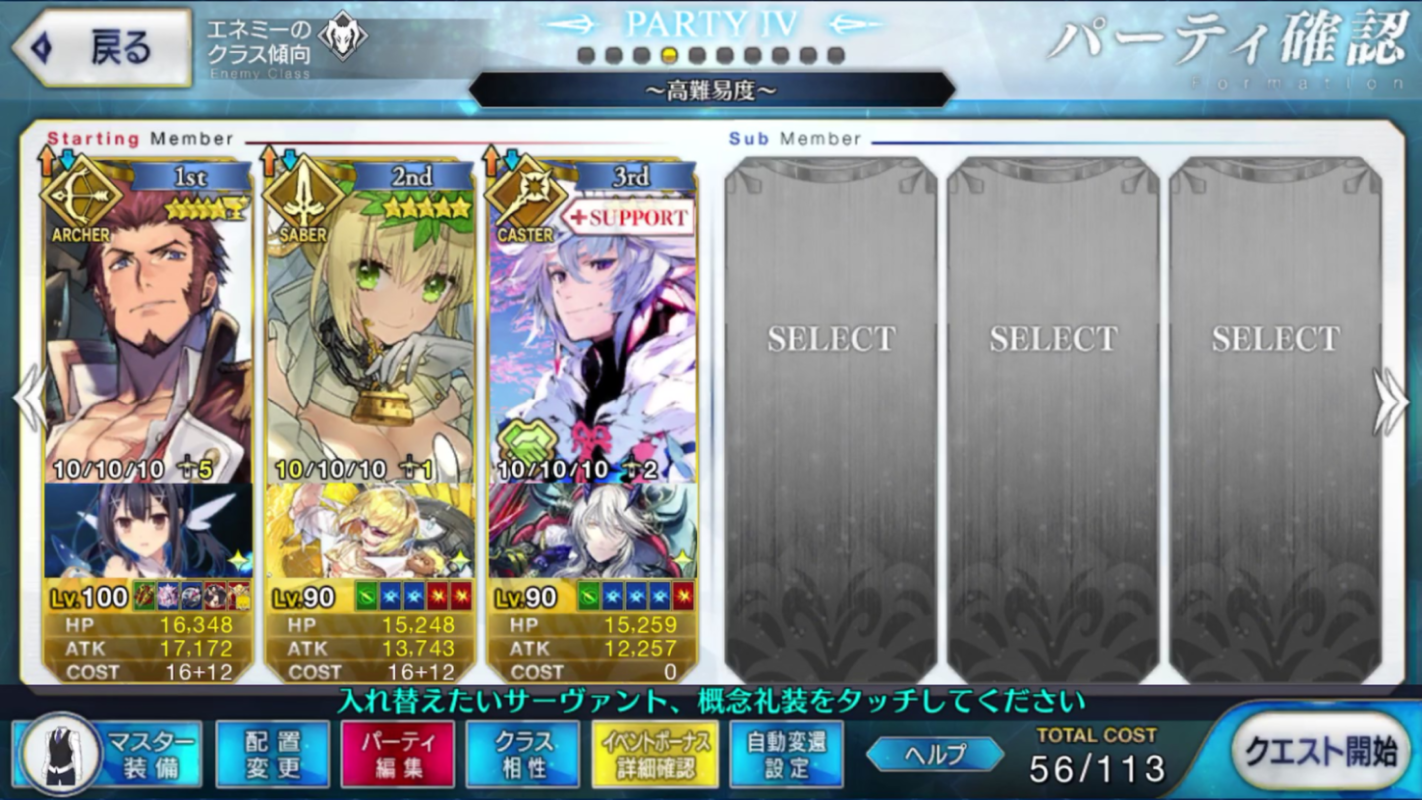 戻る
エネミーの
クラス傾向
Enemy Class
PARTY IV
～高難易度～
パーティ確認
Formation
Starting Member
Sub Member
1st
2nd
3rd
ARCHER
SABER
CASTER
+SUPPORT
SELECT
SELECT
SELECT
10/10/10 5
10/10/10 1
10/10/10 2
Lv.100
Lv.90
Lv.90
HP 16,348
HP 15,248
HP 15,259
ATK 17,172
ATK 13,743
ATK 12,257
COST 16+12
COST 16+12
COST 0
入れ替えたいサーヴァント、概念礼装をタッチしてください
マスター
装備
配置
変更
パーティ
編集
クラス
相性
イベントボーナス
詳細確認
自動変還
設定
ヘルプ
TOTAL COST
56/113
クエスト開始